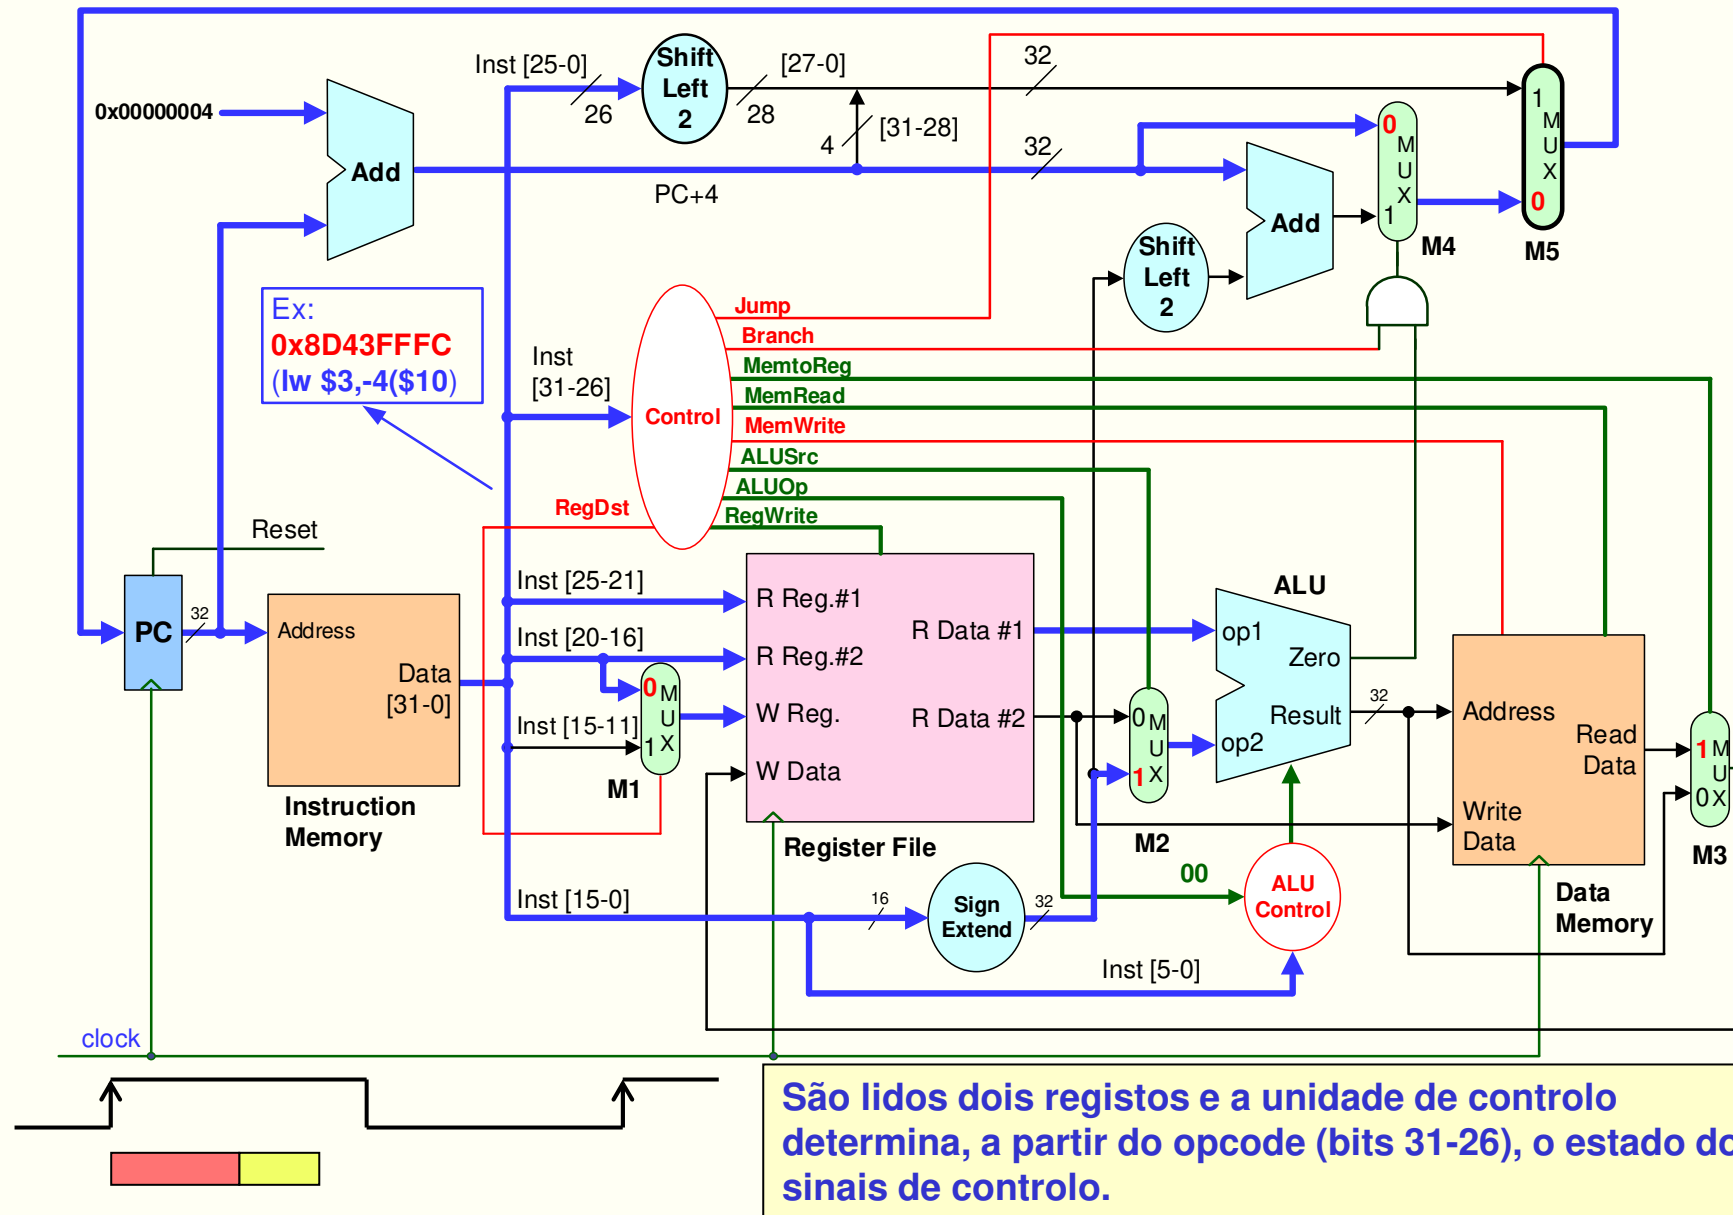 Inst [25-0]
26
Shift
Left
2
[27-0]
28
32
0x00000004
Add
4
[31-28]
PC+4
32
0
M
U
X
1
M4
1
M
U
X
0
M5
Add
Shift
Left
2
Ex:
0x8D43FFFC
(lw $3,-4($10)
Inst
[31-26]
Control
Jump
Branch
MemtoReg
MemRead
MemWrite
ALUSrc
ALUOp
RegWrite
RegDst
Reset
PC
32
Address
Data
[31-0]
Instruction
Memory
Inst [25-21]
Inst [20-16]
Inst [15-11]
0
M
U
X
1
M1
R Reg.#1
R Reg.#2
W Reg.
W Data
R Data #1
R Data #2
Register File
0
M
U
X
1
M2
ALU
op1
op2
Zero
Result
32
Address
Write
Data
Read
Data
Data
Memory
1
M
U
X
0
M3
Inst [15-0]
16
Sign
Extend
32
00
ALU
Control
Inst [5-0]
clock
São lidos dois registos e a unidade de controlo
determina, a partir do opcode (bits 31-26), o estado do
sinais de controlo.